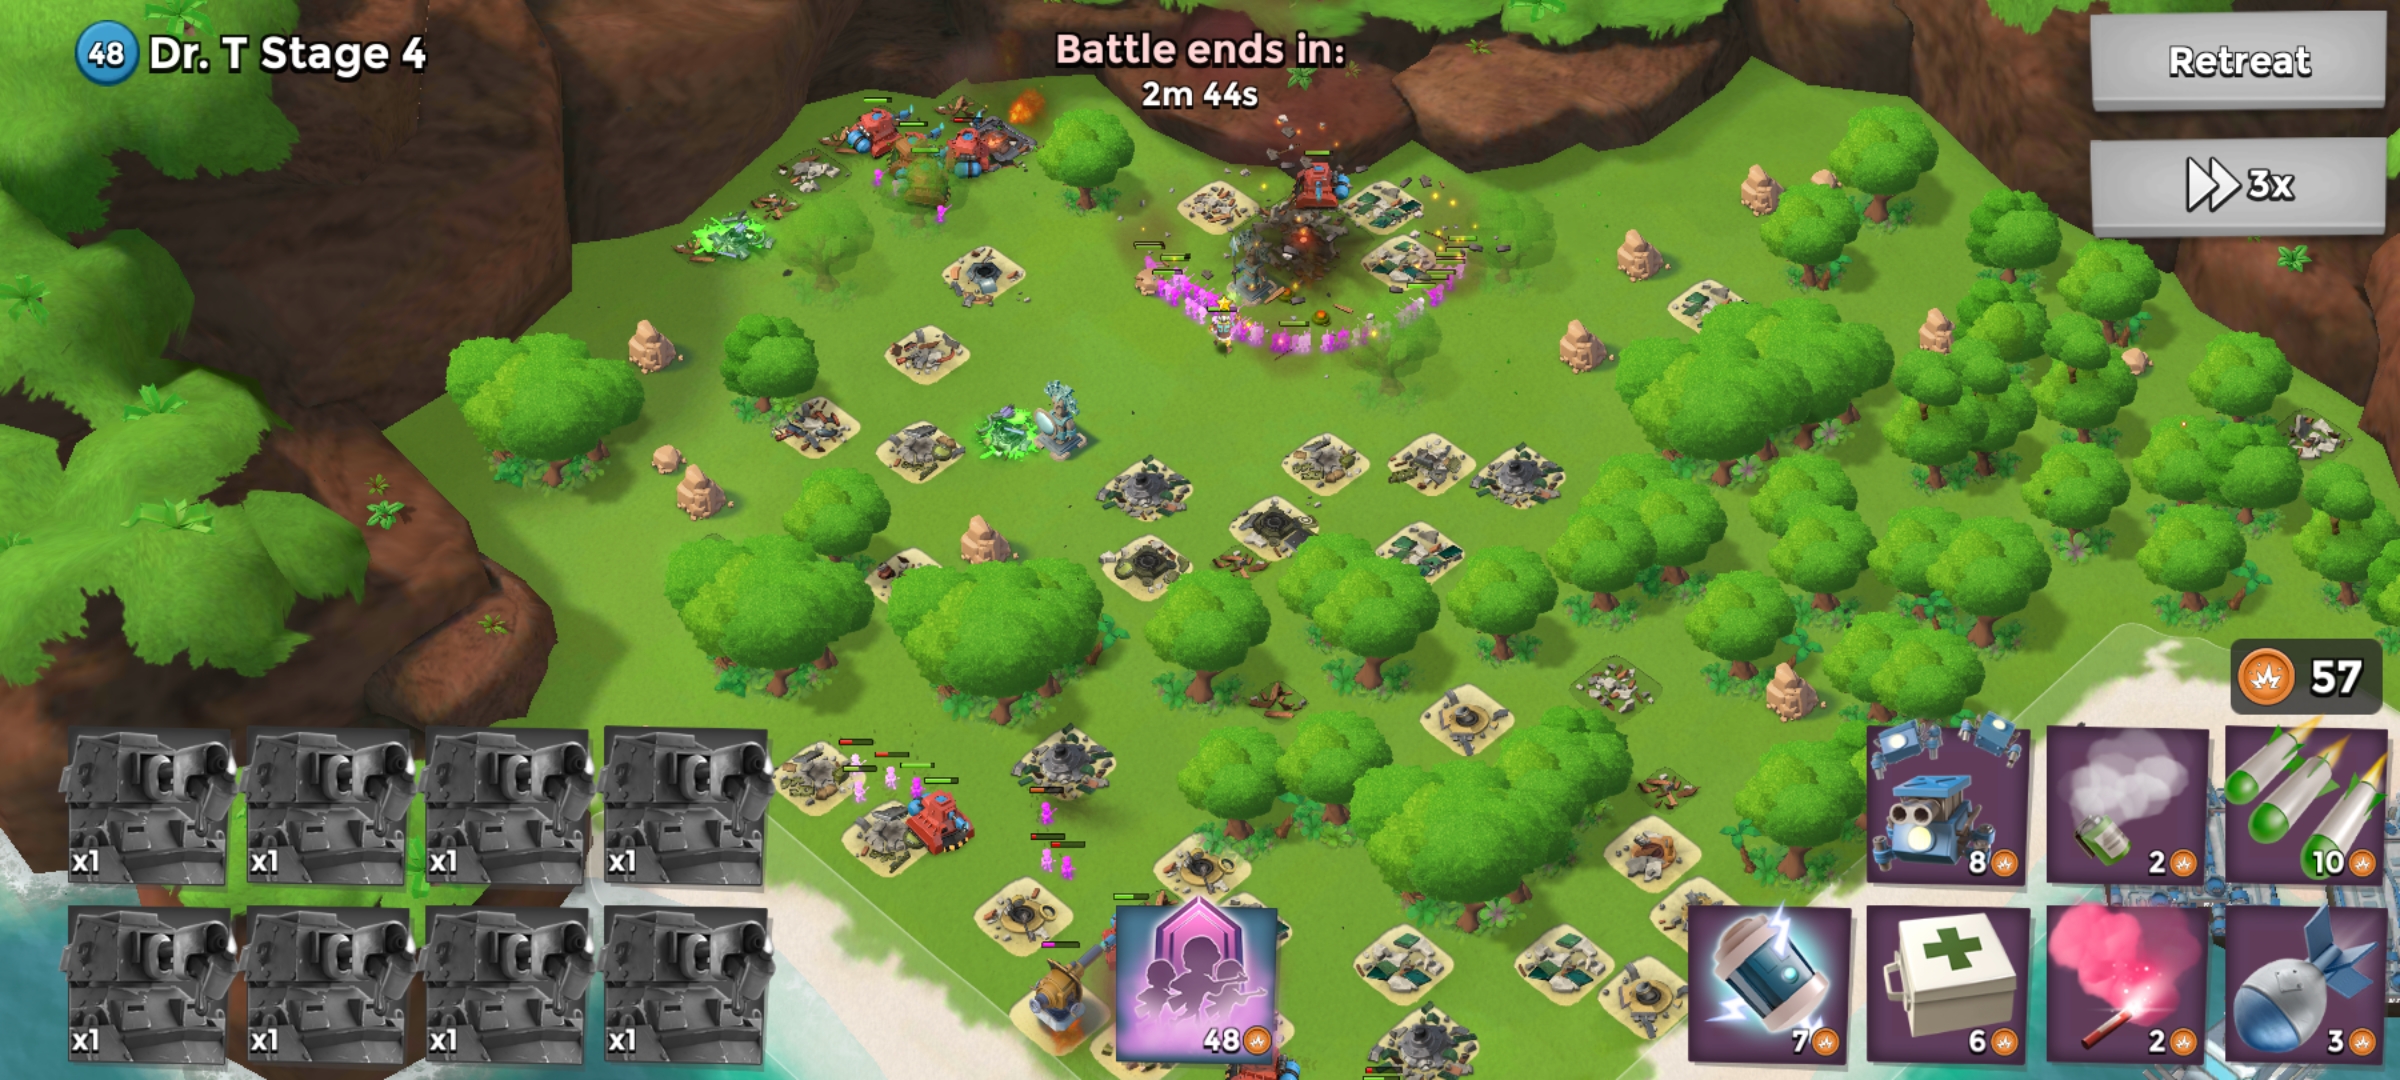 48 Dr. T Stage 4
Battle ends in:
2m 44s
Retreat
3x
57
x1
x1
x1
x1
8
2
10
x1
x1
x1
x1
48
7
6
2
3